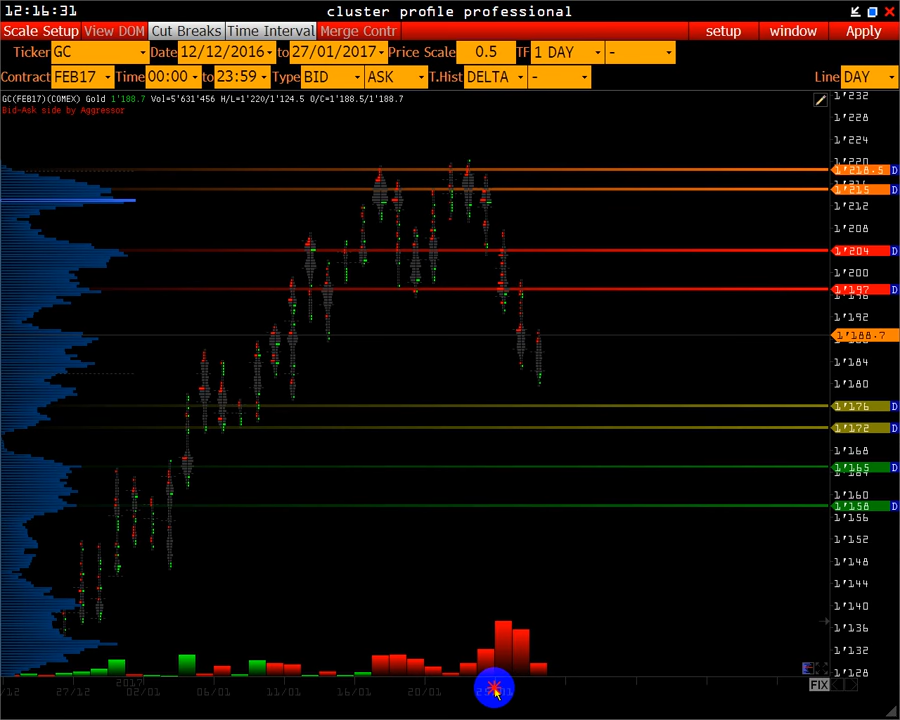 12:16:31 cluster profile professional
Scale Setup View DOM Cut Breaks Time Interval Merge Contr setup window Apply
Ticker GC Date 12/12/2016 to 27/01/2017 Price Scale 0.5 TF 1 DAY -
Contract FEB17 Time 00:00 to 23:59 Type BID ASK T.Hist DELTA - Line DAY
GC(FEB17)(COMEX) Gold 1'188.7 Vol=5'631'456 H/L=1'220/1'124.5 O/C=1'188.5/1'188.7
Bid-Ask side by Aggressor
1'232
1'228
1'224
1'220
1'218.5 D
1'215 D
1'212
1'208
1'204 D
1'200
1'197 D
1'196
1'192
1'188.7
1'184
1'180
1'176 D
1'172 D
1'168
1'165 D
1'160
1'158 D
1'156
1'152
1'148
1'144
1'140
1'136
1'132
1'128
FIX
2017
/12 27/12 02/01 06/01 11/01 16/01 20/01